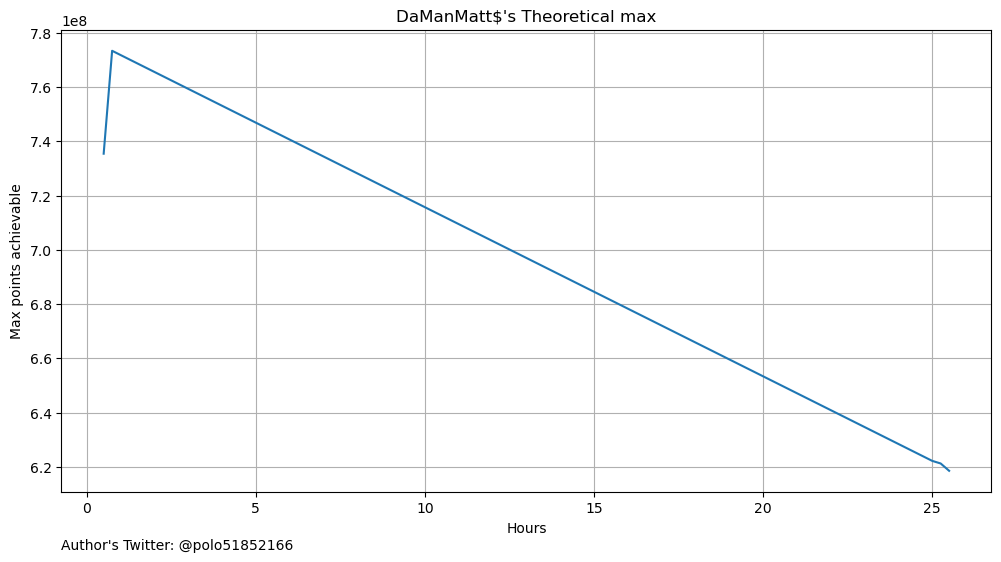 DaManMatt$'s Theoretical max
1e8
7.8
7.6
7.4
7.2
7.0
6.8
6.6
6.4
6.2
Max points achievable
0 5 10 15 20 25
Hours
Author's Twitter: @polo51852166